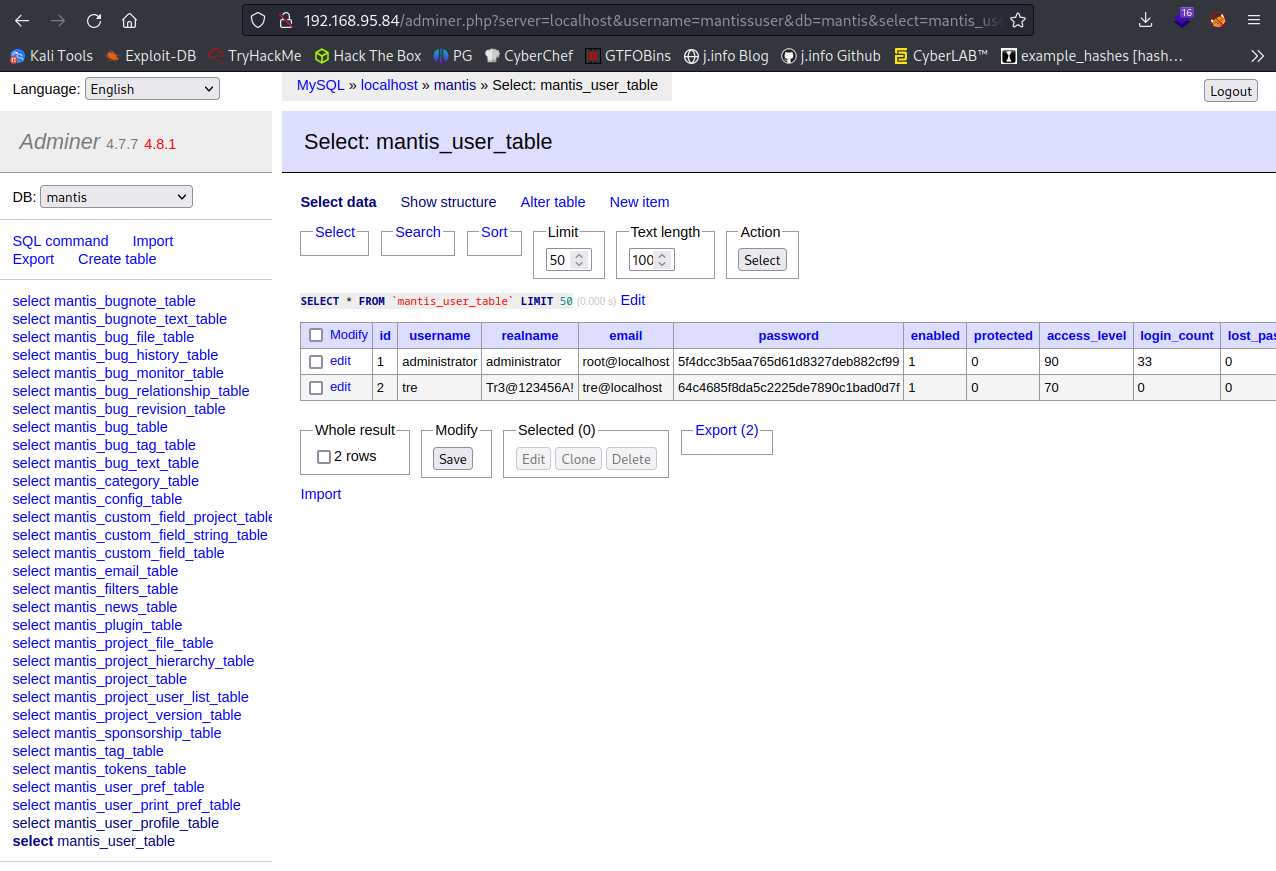 192.168.95.84/adminer.php?server=localhost&username=mantissuser&db=mantis&select=mantis_us
16
Kali Tools Exploit-DB TryHackMe Hack The Box PG CyberChef GTFOBins j.info Blog j.info Github CyberLAB™ example_hashes [hash…
Language: English
MySQL » localhost » mantis » Select: mantis_user_table
Logout
Adminer 4.7.7 4.8.1
Select: mantis_user_table
DB: mantis
Select data Show structure Alter table New item
SQL command Import
Export Create table
Select Search Sort Limit Text length Action
50 100 Select
SELECT * FROM `mantis_user_table` LIMIT 50 (0.000 s) Edit
Modify id username realname email password enabled protected access_level login_count lost_pas
edit 1 administrator administrator root@localhost 5f4dcc3b5aa765d61d8327deb882cf99 1 0 90 33 0
edit 2 tre Tr3@123456A! tre@localhost 64c4685f8da5c2225de7890c1bad0d7f 1 0 70 0 0
Whole result Modify Selected (0) Export (2)
2 rows Save Edit Clone Delete
Import
select mantis_bugnote_table
select mantis_bugnote_text_table
select mantis_bug_file_table
select mantis_bug_history_table
select mantis_bug_monitor_table
select mantis_bug_relationship_table
select mantis_bug_revision_table
select mantis_bug_table
select mantis_bug_tag_table
select mantis_bug_text_table
select mantis_category_table
select mantis_config_table
select mantis_custom_field_project_table
select mantis_custom_field_string_table
select mantis_custom_field_table
select mantis_email_table
select mantis_filters_table
select mantis_news_table
select mantis_plugin_table
select mantis_project_file_table
select mantis_project_hierarchy_table
select mantis_project_table
select mantis_project_user_list_table
select mantis_project_version_table
select mantis_sponsorship_table
select mantis_tag_table
select mantis_tokens_table
select mantis_user_pref_table
select mantis_user_print_pref_table
select mantis_user_profile_table
select mantis_user_table